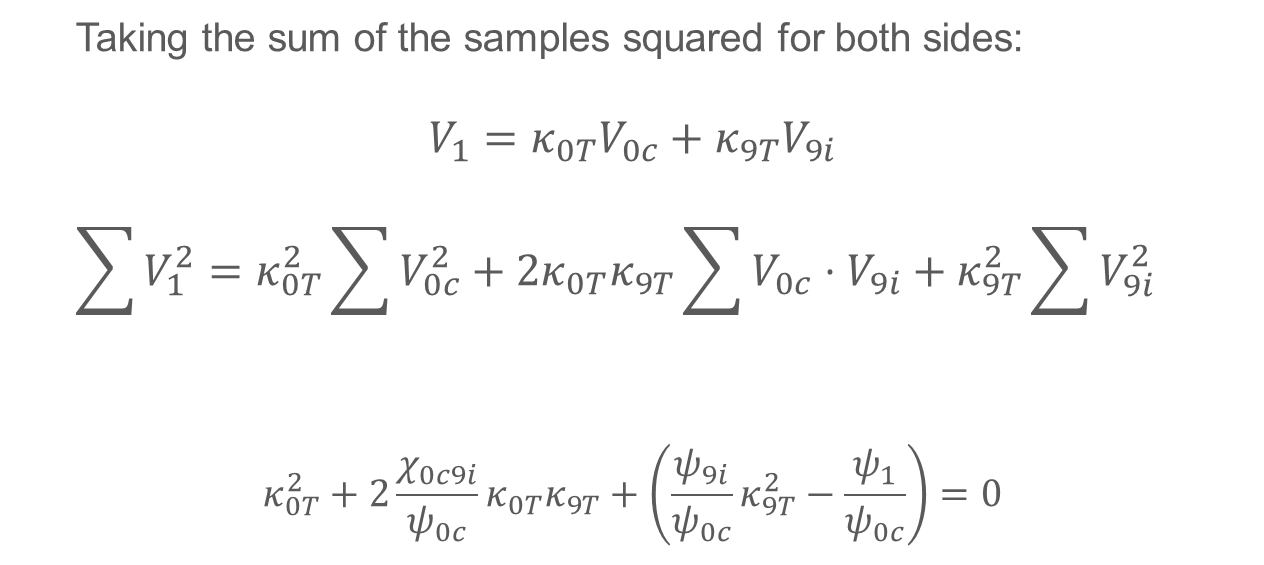 Taking the sum of the samples squared for both sides:
V₁ = κ₀TV₀c + κ₉TV₉ᵢ
∑V₁² = κ₀T² ∑V₀c² + 2κ₀Tκ₉T ∑V₀c · V₉ᵢ + κ₉T² ∑V₉ᵢ²
κ₀T² + 2 χ₀c₉ᵢ/ψ₀c κ₀Tκ₉T + (ψ₉ᵢ/ψ₀c κ₉T² − ψ₁/ψ₀c) = 0